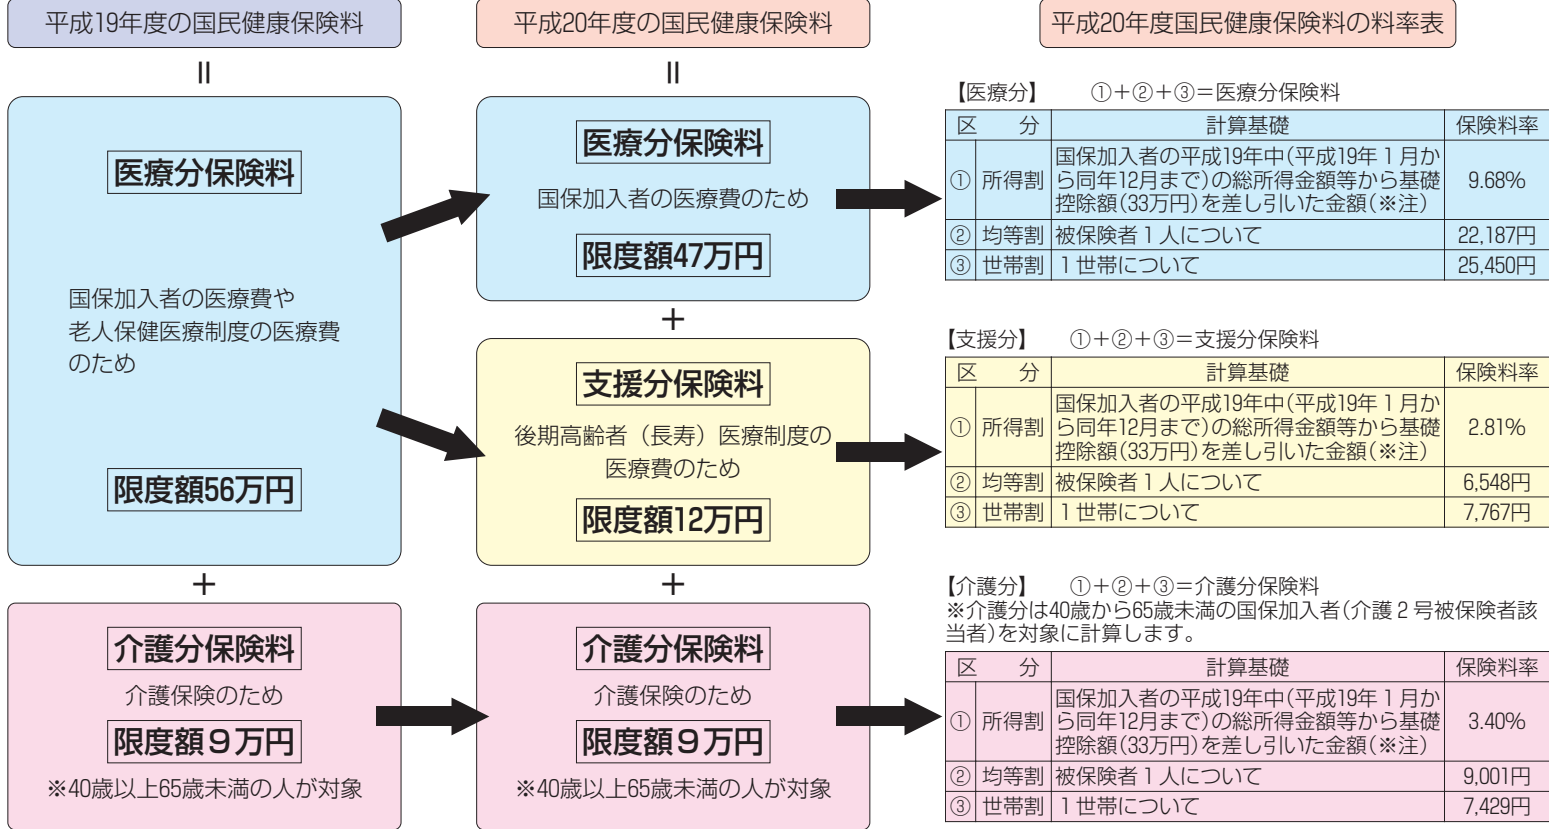 平成19年度の国民健康保険料
＝
医療分保険料
国保加入者の医療費や
老人保健医療制度の医療費
のため
限度額56万円
＋
介護分保険料
介護保険のため
限度額９万円
※40歳以上65歳未満の人が対象
平成20年度の国民健康保険料
＝
医療分保険料
国保加入者の医療費のため
限度額47万円
＋
支援分保険料
後期高齢者（長寿）医療制度の
医療費のため
限度額12万円
＋
介護分保険料
介護保険のため
限度額９万円
※40歳以上65歳未満の人が対象
平成20年度国民健康保険料の料率表
【医療分】　①＋②＋③＝医療分保険料
区　分 計算基礎 保険料率
① 所得割 国保加入者の平成19年中（平成19年１月か
ら同年12月まで）の総所得金額等から基礎
控除額（33万円）を差し引いた金額（※注） 9.68%
② 均等割 被保険者１人について 22,187円
③ 世帯割 １世帯について 25,450円
【支援分】　①＋②＋③＝支援分保険料
区　分 計算基礎 保険料率
① 所得割 国保加入者の平成19年中（平成19年１月か
ら同年12月まで）の総所得金額等から基礎
控除額（33万円）を差し引いた金額（※注） 2.81%
② 均等割 被保険者１人について 6,548円
③ 世帯割 １世帯について 7,767円
【介護分】　①＋②＋③＝介護分保険料
※介護分は40歳から65歳未満の国保加入者（介護２号被保険者該
当者）を対象に計算します。
区　分 計算基礎 保険料率
① 所得割 国保加入者の平成19年中（平成19年１月か
ら同年12月まで）の総所得金額等から基礎
控除額（33万円）を差し引いた金額（※注） 3.40%
② 均等割 被保険者１人について 9,001円
③ 世帯割 １世帯について 7,429円